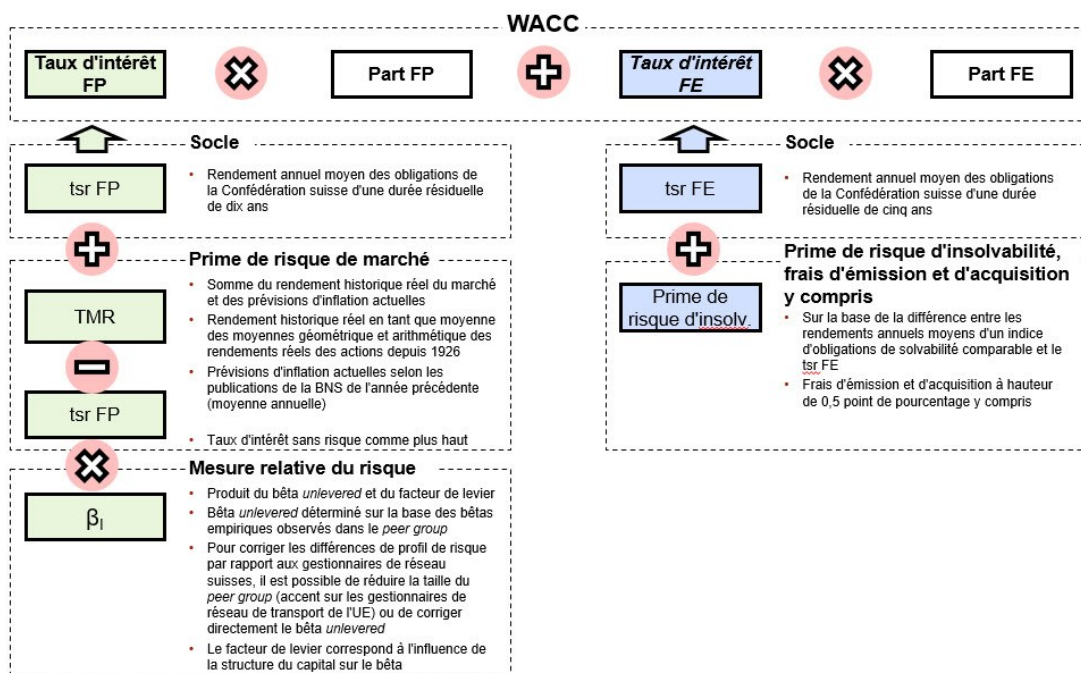 WACC
Taux d'intérêt
FP
Part FP
Taux d'intérêt
FE
Part FE
Socle
tsr FP
• Rendement annuel moyen des obligations
de la Confédération suisse d'une durée
résiduelle
de dix ans
Prime de risque de marché
TMR
tsr FP
• Somme du rendement historique réel du marché
et des prévisions d'inflation actuelles
• Rendement historique réel en tant que moyenne
des moyennes géométrique et arithmétique des
rendements réels des actions depuis 1926
• Prévisions d'inflation actuelles selon les
publications de la BNS de l'année précédente
(moyenne annuelle)
• Taux d'intérêt sans risque comme plus haut
Mesure relative du risque
βl
• Produit du bêta unlevered et du facteur de levier
• Bêta unlevered déterminé sur la base des bêtas
empiriques observés dans le peer group
• Pour corriger les différences de profil de risque
par rapport aux gestionnaires de réseau
suisses, il est possible de réduire la taille du
peer group (accent sur les gestionnaires de
réseau de transport de l'UE) ou de corriger
directement le bêta unlevered
• Le facteur de levier correspond à l'influence de
la structure du capital sur le bêta
Socle
tsr FE
• Rendement annuel moyen des obligations
de la Confédération suisse d'une durée
résiduelle de cinq ans
Prime de risque d'insolvabilité,
frais d'émission et d'acquisition
y compris
Prime de
risque d'insolv.
• Sur la base de la différence entre les
rendements annuels moyens d'un indice
d'obligations de solvabilité comparable et le
tsr FE
• Frais d'émission et d'acquisition à hauteur
de 0,5 point de pourcentage y compris